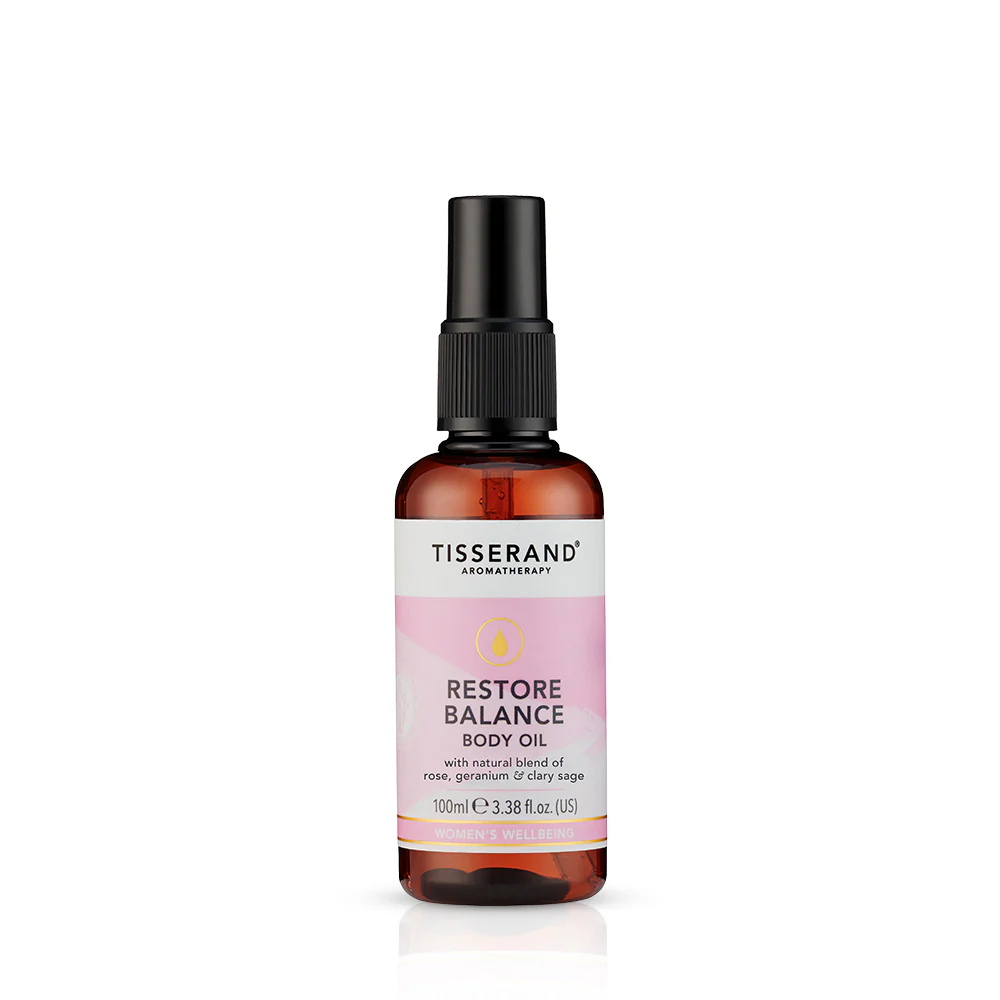 TISSERAND®
AROMATHERAPY
RESTORE
BALANCE
BODY OIL
with natural blend of
rose, geranium & clary sage
100ml ℮ 3.38 fl.oz. (US)
WOMEN'S WELLBEING